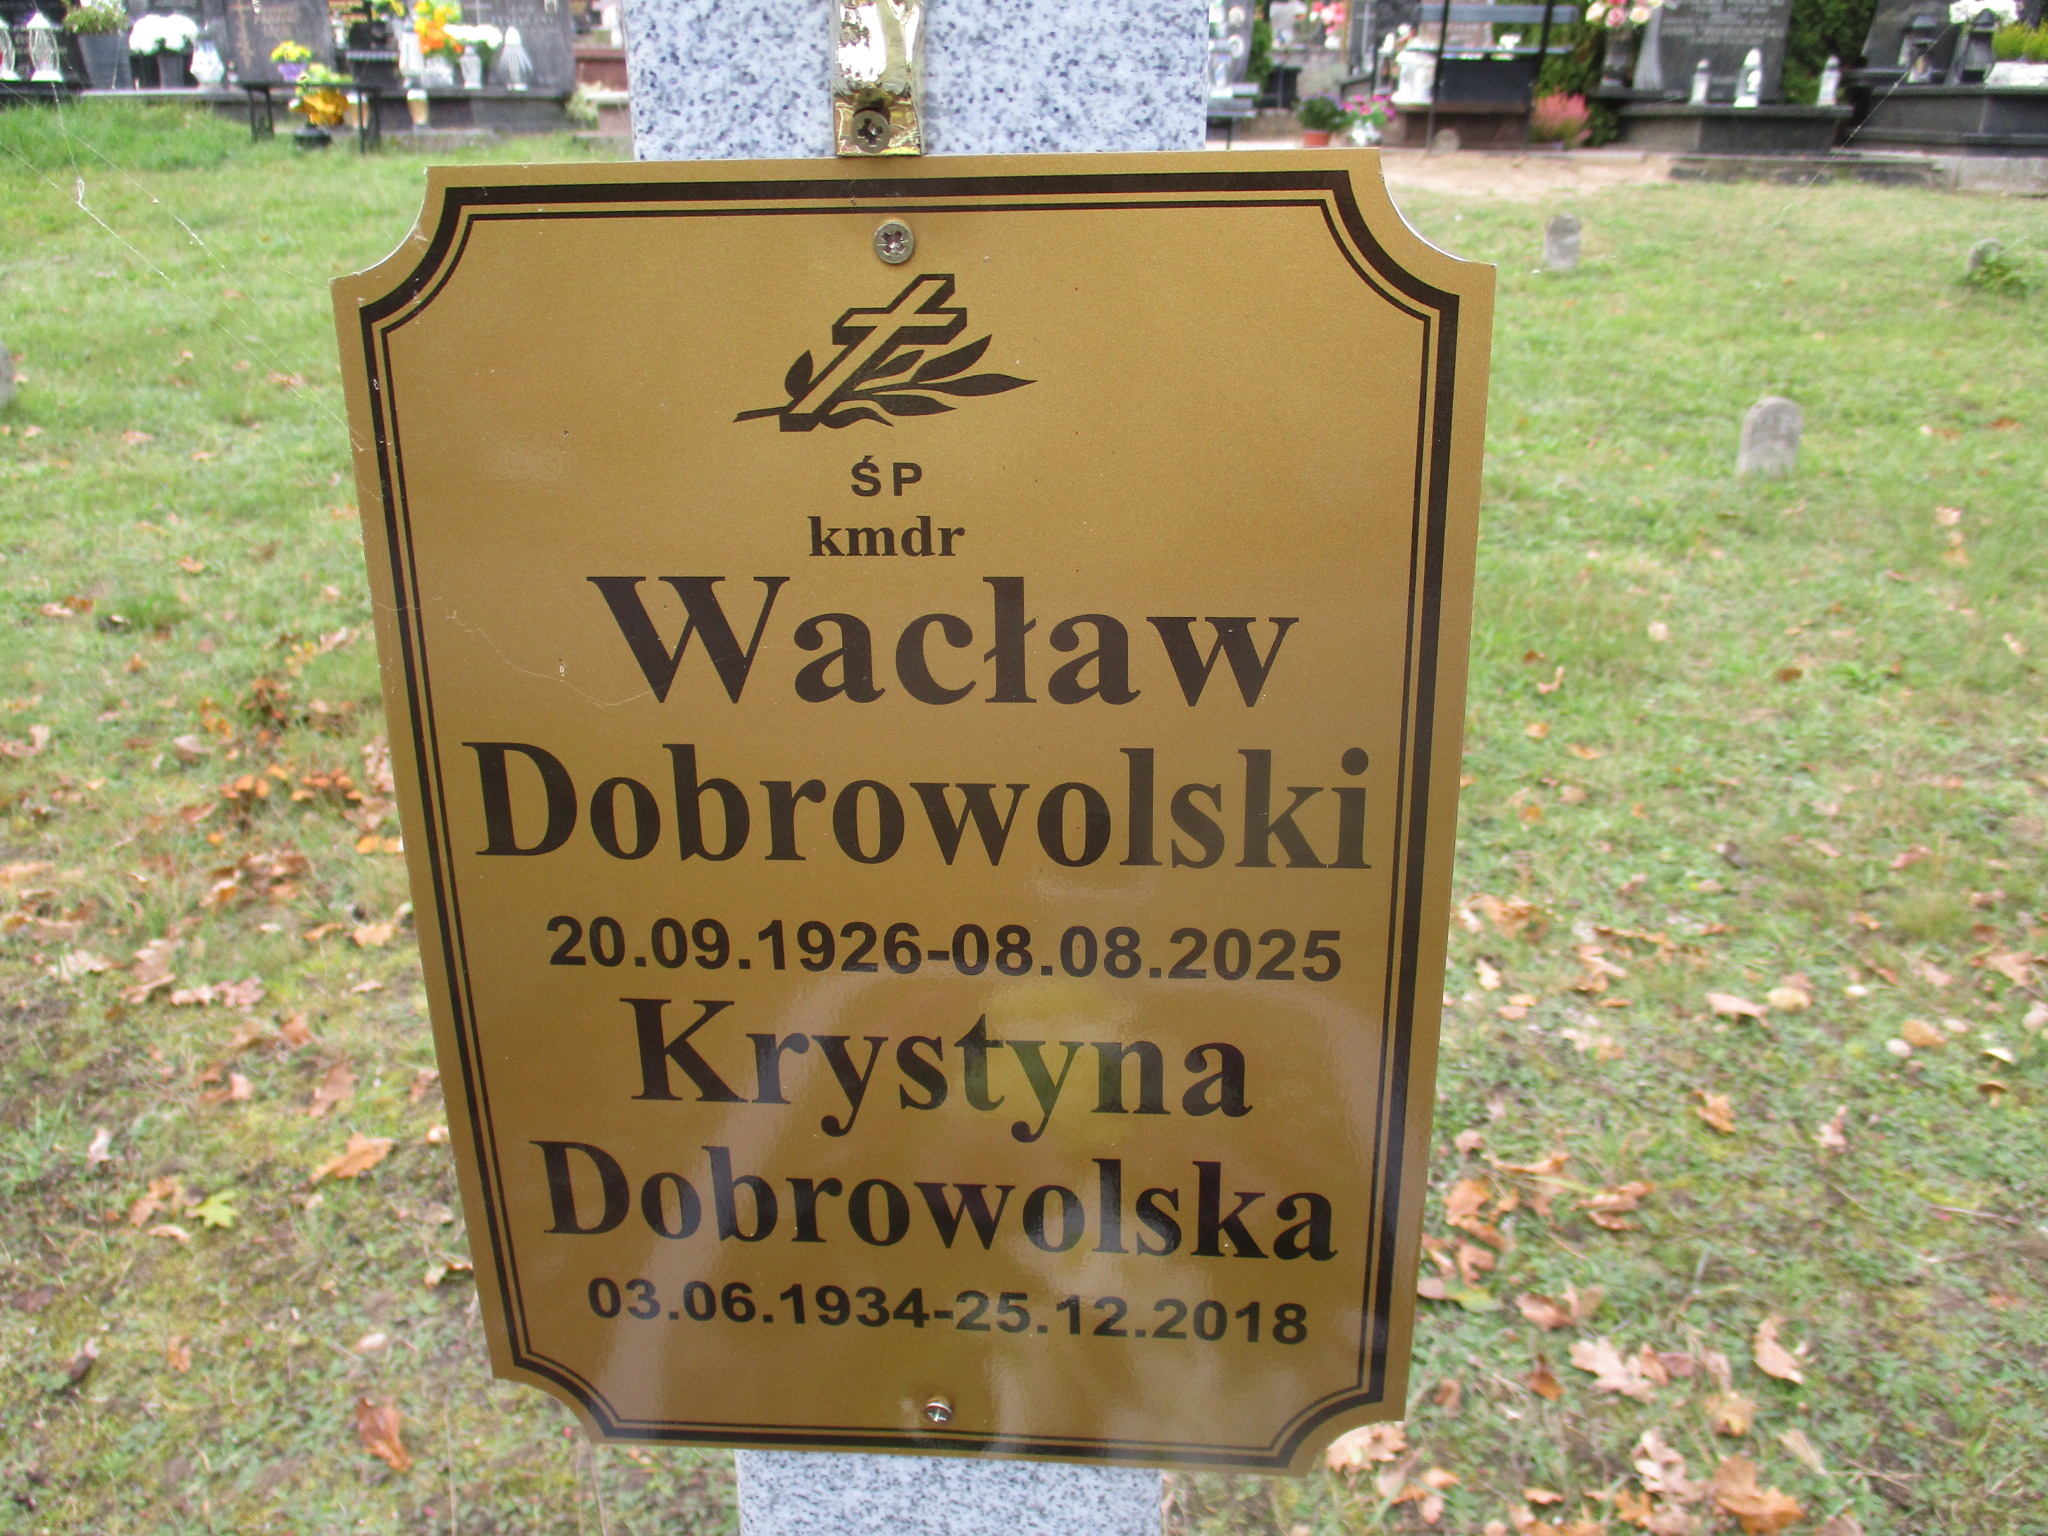 ŚP
kmdr
Wacław
Dobrowolski
20.09.1926-08.08.2025
Krystyna
Dobrowolska
03.06.1934-25.12.2018